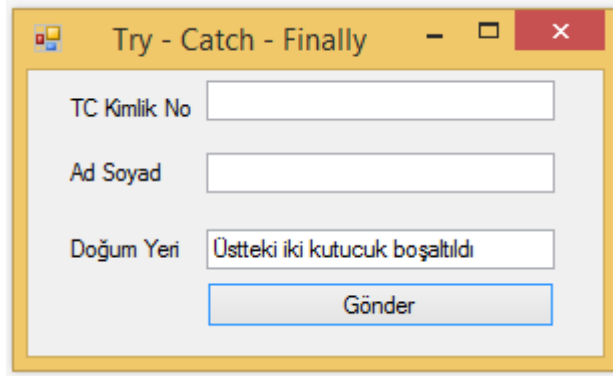 Try - Catch - Finally
TC Kimlik No
Ad Soyad
Doğum Yeri Üstteki iki kutucuk boşaltıldı
Gönder